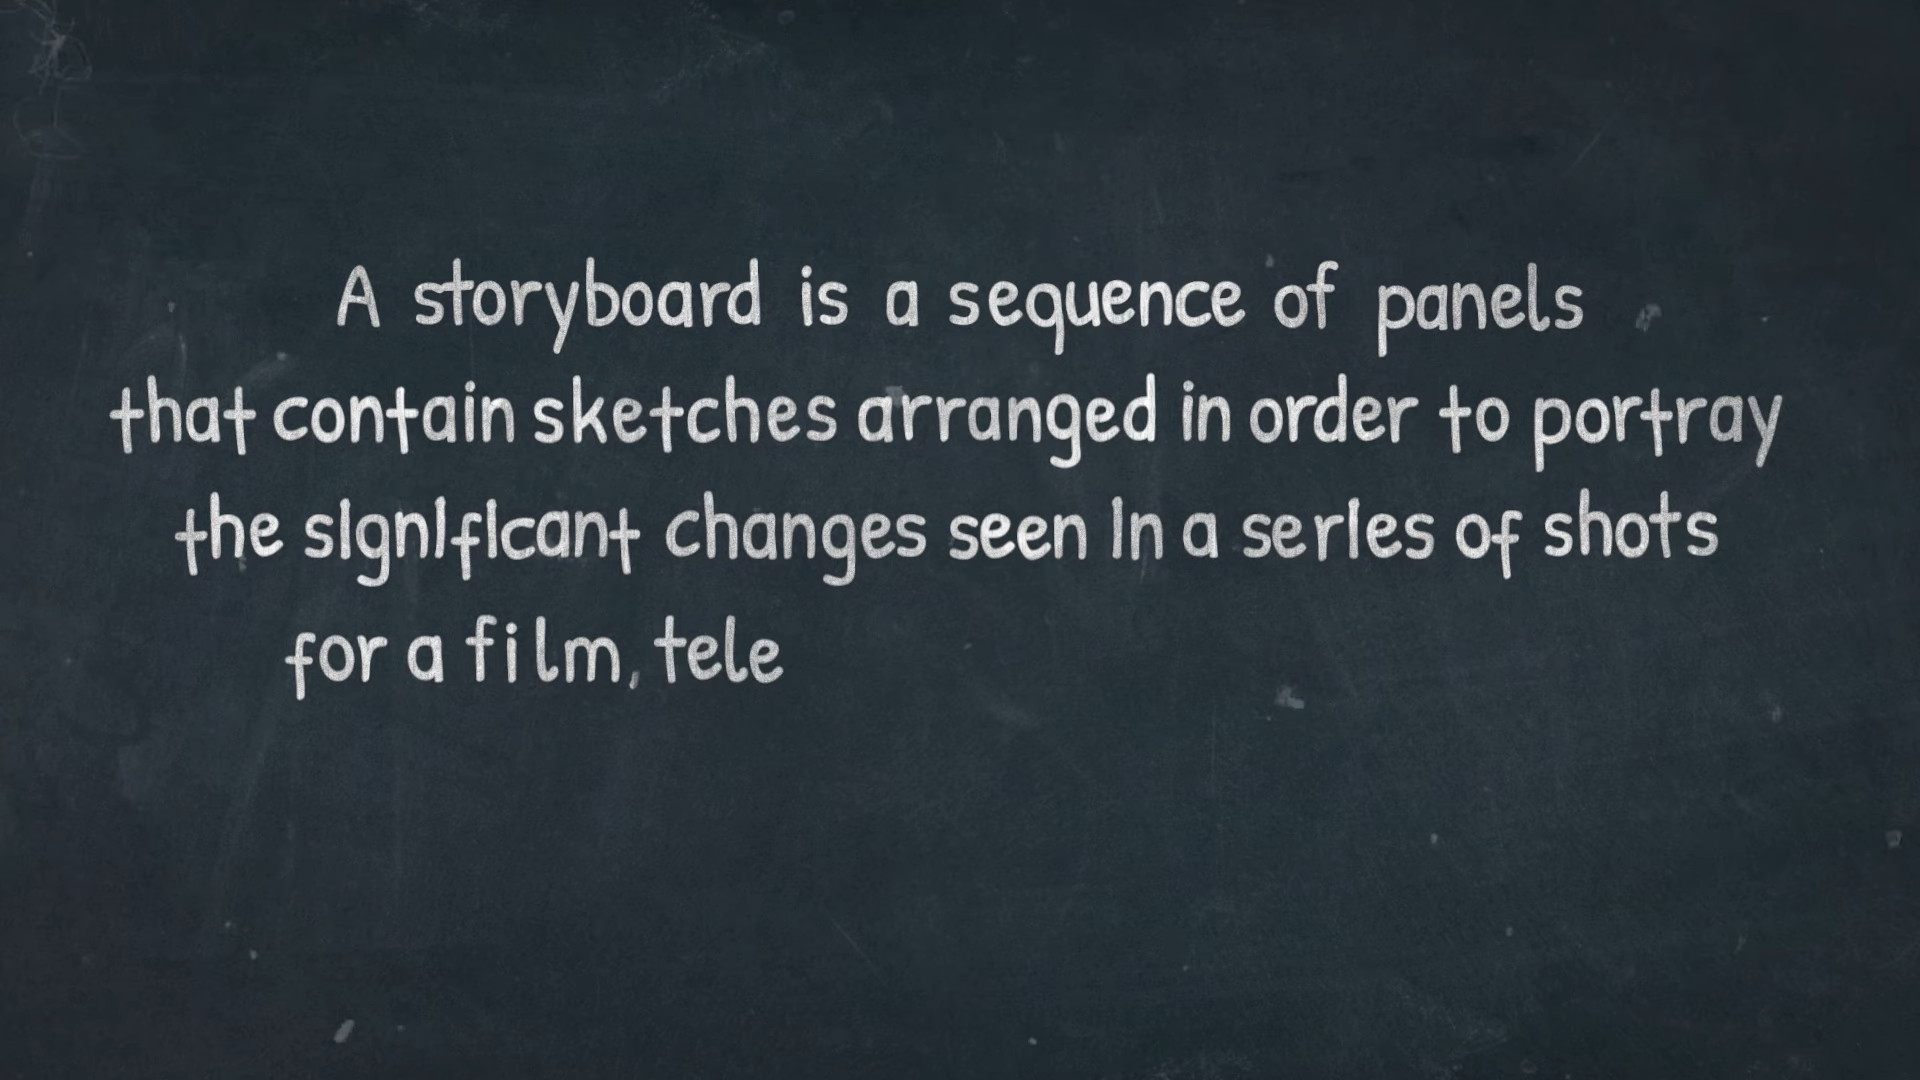 A storyboard is a sequence of panels
that contain sketches arranged in order to portray
the significant changes seen in a series of shots
for a film, tele